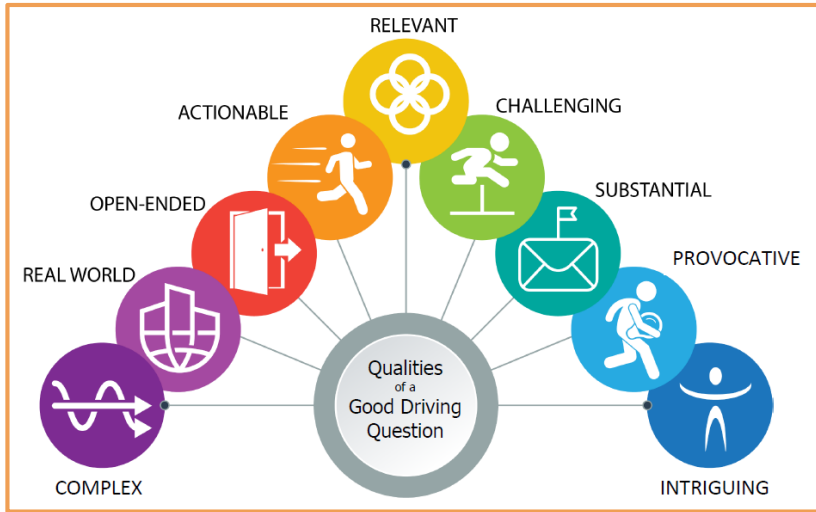 RELEVANT
ACTIONABLE
CHALLENGING
OPEN-ENDED
SUBSTANTIAL
REAL WORLD
PROVOCATIVE
Qualities
of a
Good Driving
Question
COMPLEX
INTRIGUING